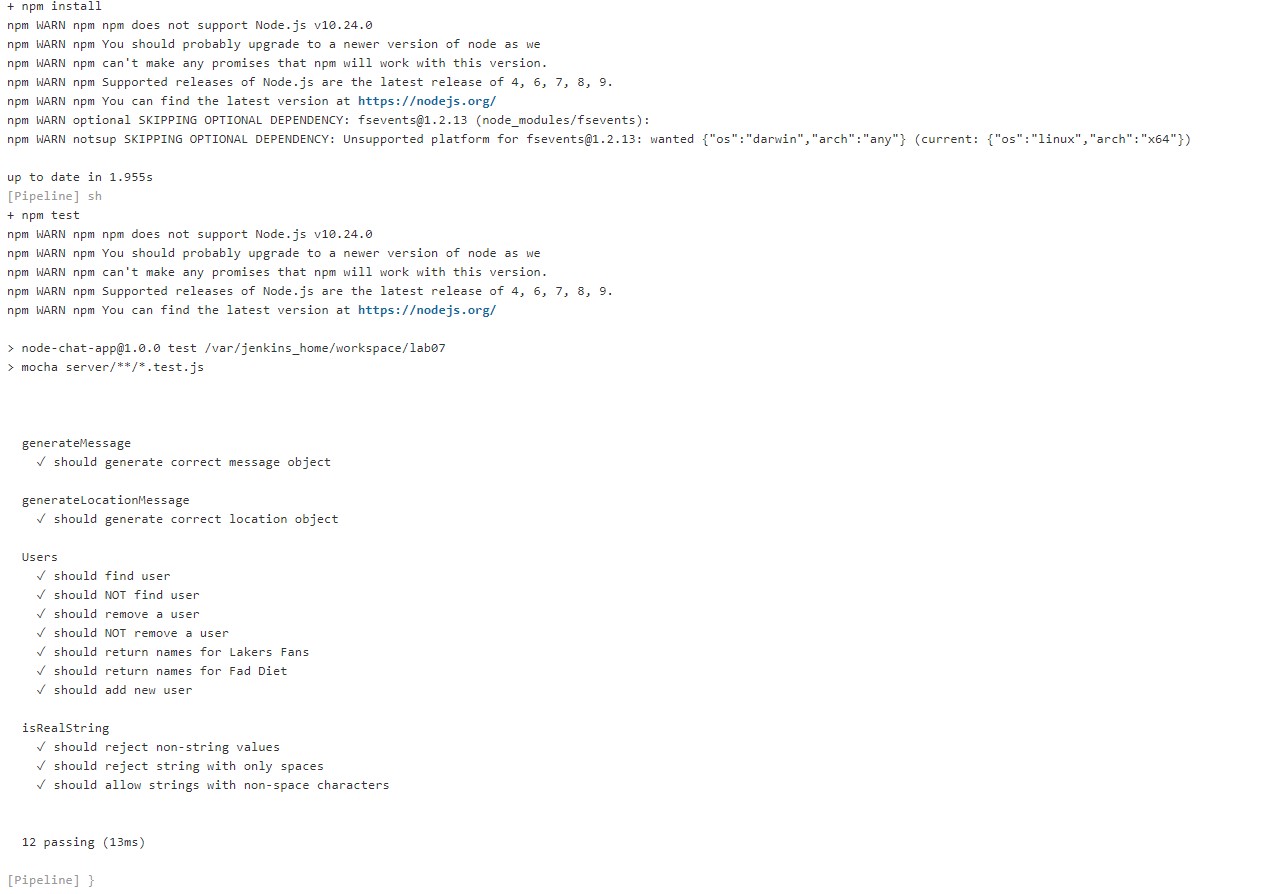 + npm install
npm WARN npm npm does not support Node.js v10.24.0
npm WARN npm You should probably upgrade to a newer version of node as we
npm WARN npm can't make any promises that npm will work with this version.
npm WARN npm Supported releases of Node.js are the latest release of 4, 6, 7, 8, 9.
npm WARN npm You can find the latest version at https://nodejs.org/
npm WARN optional SKIPPING OPTIONAL DEPENDENCY: fsevents@1.2.13 (node_modules/fsevents):
npm WARN notsup SKIPPING OPTIONAL DEPENDENCY: Unsupported platform for fsevents@1.2.13: wanted {"os":"darwin","arch":"any"} (current: {"os":"linux","arch":"x64"})
up to date in 1.955s
[Pipeline] sh
+ npm test
npm WARN npm npm does not support Node.js v10.24.0
npm WARN npm You should probably upgrade to a newer version of node as we
npm WARN npm can't make any promises that npm will work with this version.
npm WARN npm Supported releases of Node.js are the latest release of 4, 6, 7, 8, 9.
npm WARN npm You can find the latest version at https://nodejs.org/
> node-chat-app@1.0.0 test /var/jenkins_home/workspace/lab07
> mocha server/**/*.test.js
generateMessage
✓ should generate correct message object
generateLocationMessage
✓ should generate correct location object
Users
✓ should find user
✓ should NOT find user
✓ should remove a user
✓ should NOT remove a user
✓ should return names for Lakers Fans
✓ should return names for Fad Diet
✓ should add new user
isRealString
✓ should reject non-string values
✓ should reject string with only spaces
✓ should allow strings with non-space characters
12 passing (13ms)
[Pipeline] }